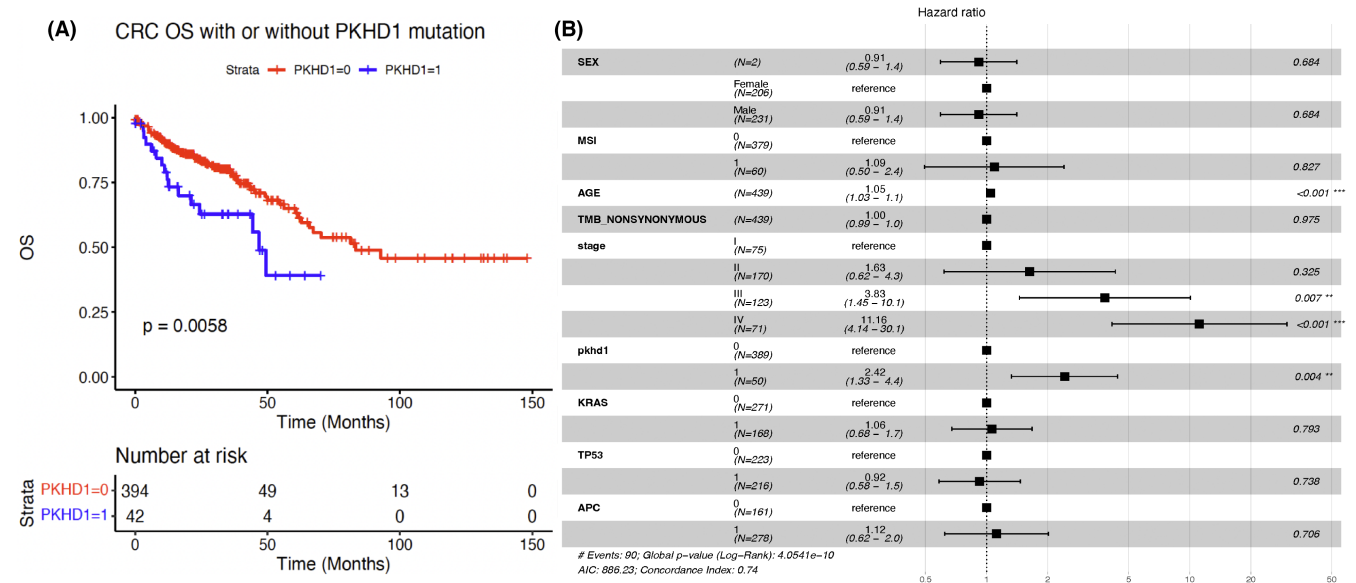 (A)
CRC OS with or without PKHD1 mutation
Strata PKHD1=0 PKHD1=1
OS
1.00
0.75
0.50
0.25
0.00
p = 0.0058
0 50 100 150
Time (Months)
Number at risk
Strata
PKHD1=0 394 49 13 0
PKHD1=1 42 4 0 0
0 50 100 150
Time (Months)
(B)
Hazard ratio
SEX (N=2) 0.91 (0.59 − 1.4) 0.684
Female (N=206) reference
Male (N=231) 0.91 (0.59 − 1.4) 0.684
MSI 0 (N=379) reference
1 (N=60) 1.09 (0.50 − 2.4) 0.827
AGE (N=439) 1.05 (1.03 − 1.1) <0.001 ***
TMB_NONSYNONYMOUS (N=439) 1.00 (0.99 − 1.0) 0.975
stage I (N=75) reference
II (N=170) 1.63 (0.62 − 4.3) 0.325
III (N=123) 3.83 (1.45 − 10.1) 0.007 **
IV (N=71) 11.16 (4.14 − 30.1) <0.001 ***
pkhd1 0 (N=389) reference
1 (N=50) 2.42 (1.33 − 4.4) 0.004 **
KRAS 0 (N=271) reference
1 (N=168) 1.06 (0.68 − 1.7) 0.793
TP53 0 (N=223) reference
1 (N=216) 0.92 (0.58 − 1.5) 0.738
APC 0 (N=161) reference
1 (N=278) 1.12 (0.62 − 2.0) 0.706
# Events: 90; Global p−value (Log−Rank): 4.0541e−10
AIC: 886.23; Concordance Index: 0.74
0.5 1 2 5 10 20 50